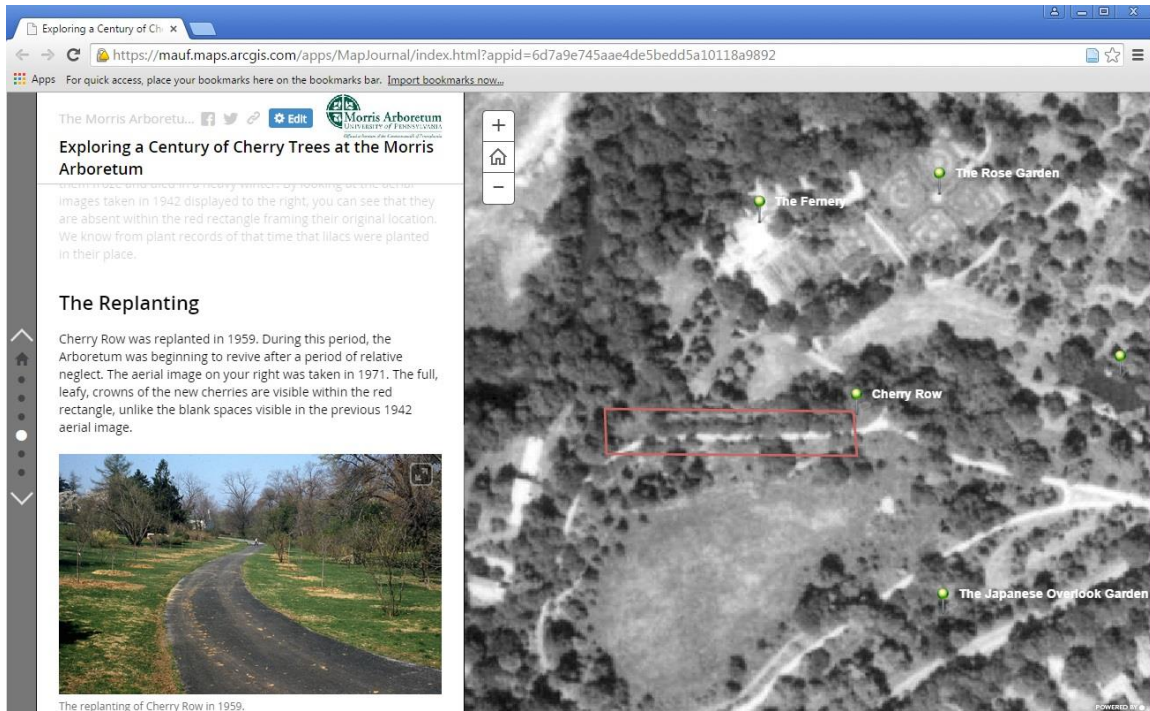 Exploring a Century of Ch
https://mauf.maps.arcgis.com/apps/MapJournal/index.html?appid=6d7a9e745aae4de5bedd5a10118a9892
Apps For quick access, place your bookmarks here on the bookmarks bar. Import bookmarks now...
The Morris Arboretu... Edit
Morris Arboretum
UNIVERSITY of PENNSYLVANIA
Exploring a Century of Cherry Trees at the Morris
Arboretum
them froze and died in a heavy winter. By looking at the aerial
images taken in 1942 displayed to the right, you can see that they
are absent within the red rectangle framing their original location.
We know from plant records of that time that lilacs were planted
in their place.
The Replanting
Cherry Row was replanted in 1959. During this period, the
Arboretum was beginning to revive after a period of relative
neglect. The aerial image on your right was taken in 1971. The full,
leafy, crowns of the new cherries are visible within the red
rectangle, unlike the blank spaces visible in the previous 1942
aerial image.
The replanting of Cherry Row in 1959.
The Rose Garden
The Fernery
Cherry Row
The Japanese Overlook Garden
POWERED BY